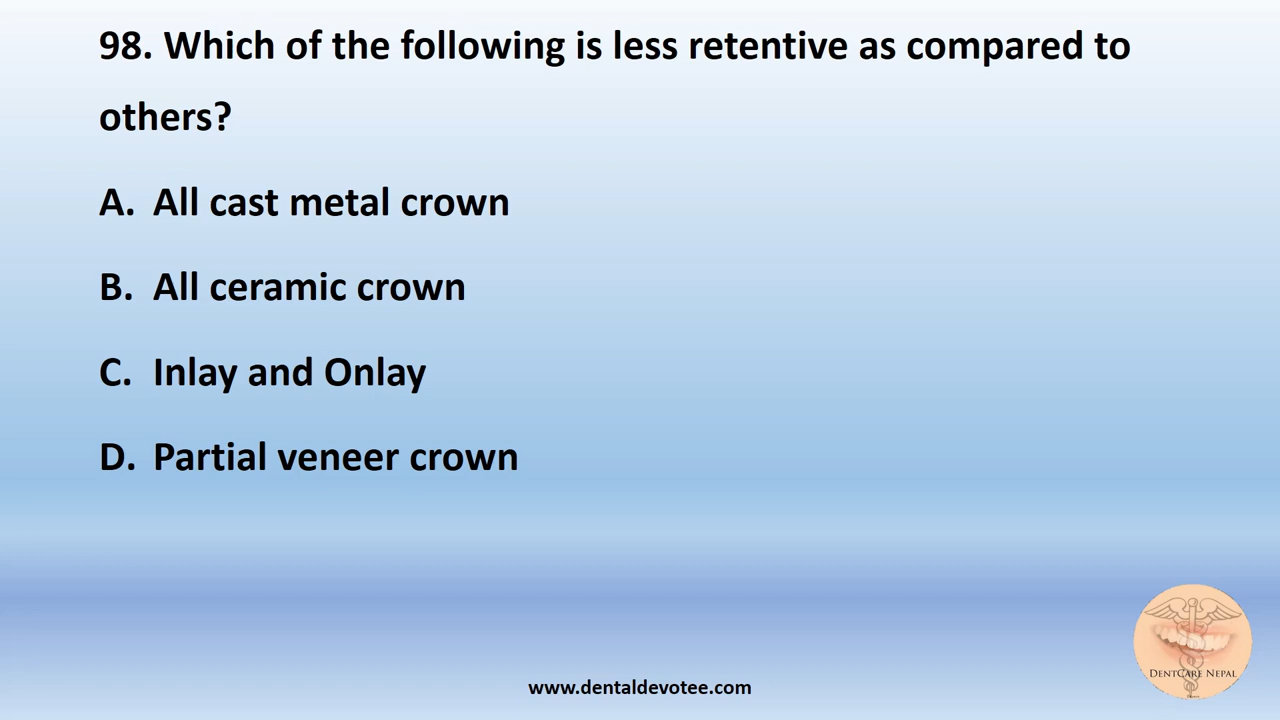 98. Which of the following is less retentive as compared to
others?
A. All cast metal crown
B. All ceramic crown
C. Inlay and Onlay
D. Partial veneer crown
DENTCARE NEPAL
www.dentaldevotee.com